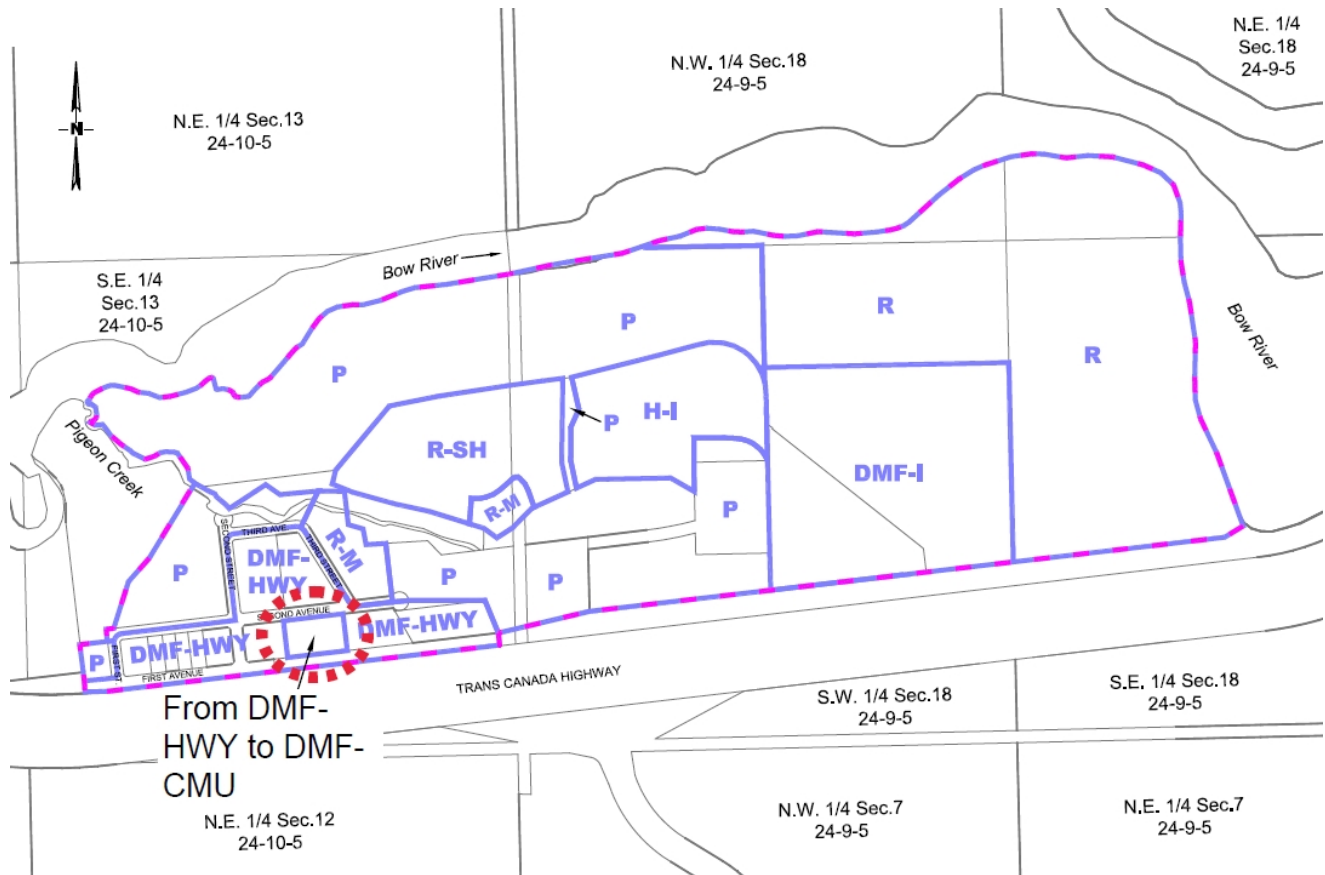 N.E. 1/4
Sec.18
24-9-5
N.W. 1/4 Sec.18
24-9-5
N.E. 1/4 Sec.13
24-10-5
N
S.E. 1/4
Sec.13
24-10-5
Bow River
Bow River
P
R
P
R
P
H-I
R-SH
DMF-I
Pigeon Creek
R-M
P
SECOND STREET
THIRD AVE
THIRD STREET
R-M
DMF-
HWY
P
P
P
SECOND AVENUE
DMF-HWY
DMF-HWY
P
FIRST ST
FIRST AVENUE
TRANS CANADA HIGHWAY
From DMF-
HWY to DMF-
CMU
S.W. 1/4 Sec.18
24-9-5
S.E. 1/4 Sec.18
24-9-5
N.E. 1/4 Sec.12
24-10-5
N.W. 1/4 Sec.7
24-9-5
N.E. 1/4 Sec.7
24-9-5